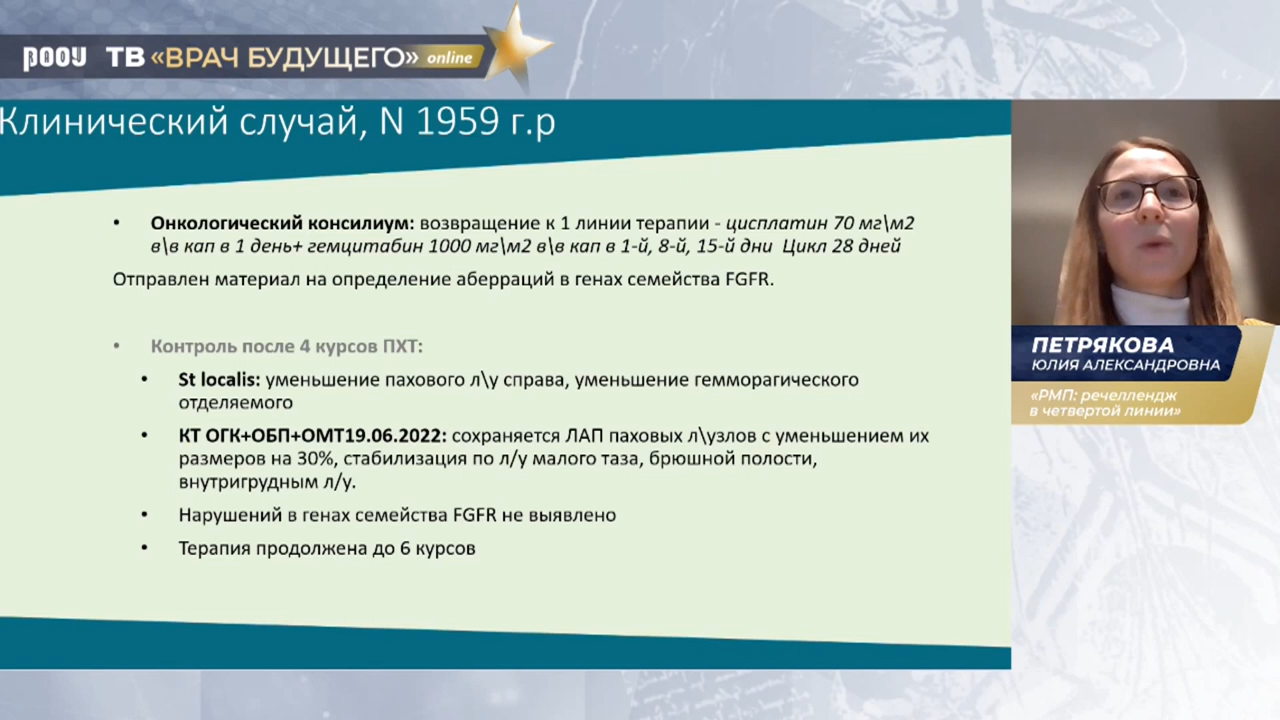 РООУ ТВ «ВРАЧ БУДУЩЕГО» online
Клинический случай, N 1959 г.р
• Онкологический консилиум: возвращение к 1 линии терапии - цисплатин 70 мг\м2
в\в кап в 1 день+ гемцитабин 1000 мг\м2 в\в кап в 1-й, 8-й, 15-й дни Цикл 28 дней
Отправлен материал на определение аберраций в генах семейства FGFR.
• Контроль после 4 курсов ПХТ:
• St localis: уменьшение пахового л\у справа, уменьшение гемморагического
отделяемого
• КТ ОГК+ОБП+ОМТ19.06.2022: сохраняется ЛАП паховых л\узлов с уменьшением их
размеров на 30%, стабилизация по л/у малого таза, брюшной полости,
внутригрудным л/у.
• Нарушений в генах семейства FGFR не выявлено
• Терапия продолжена до 6 курсов
ПЕТРЯКОВА
ЮЛИЯ АЛЕКСАНДРОВНА
«РМП: речеллендж
в четвертой линии»